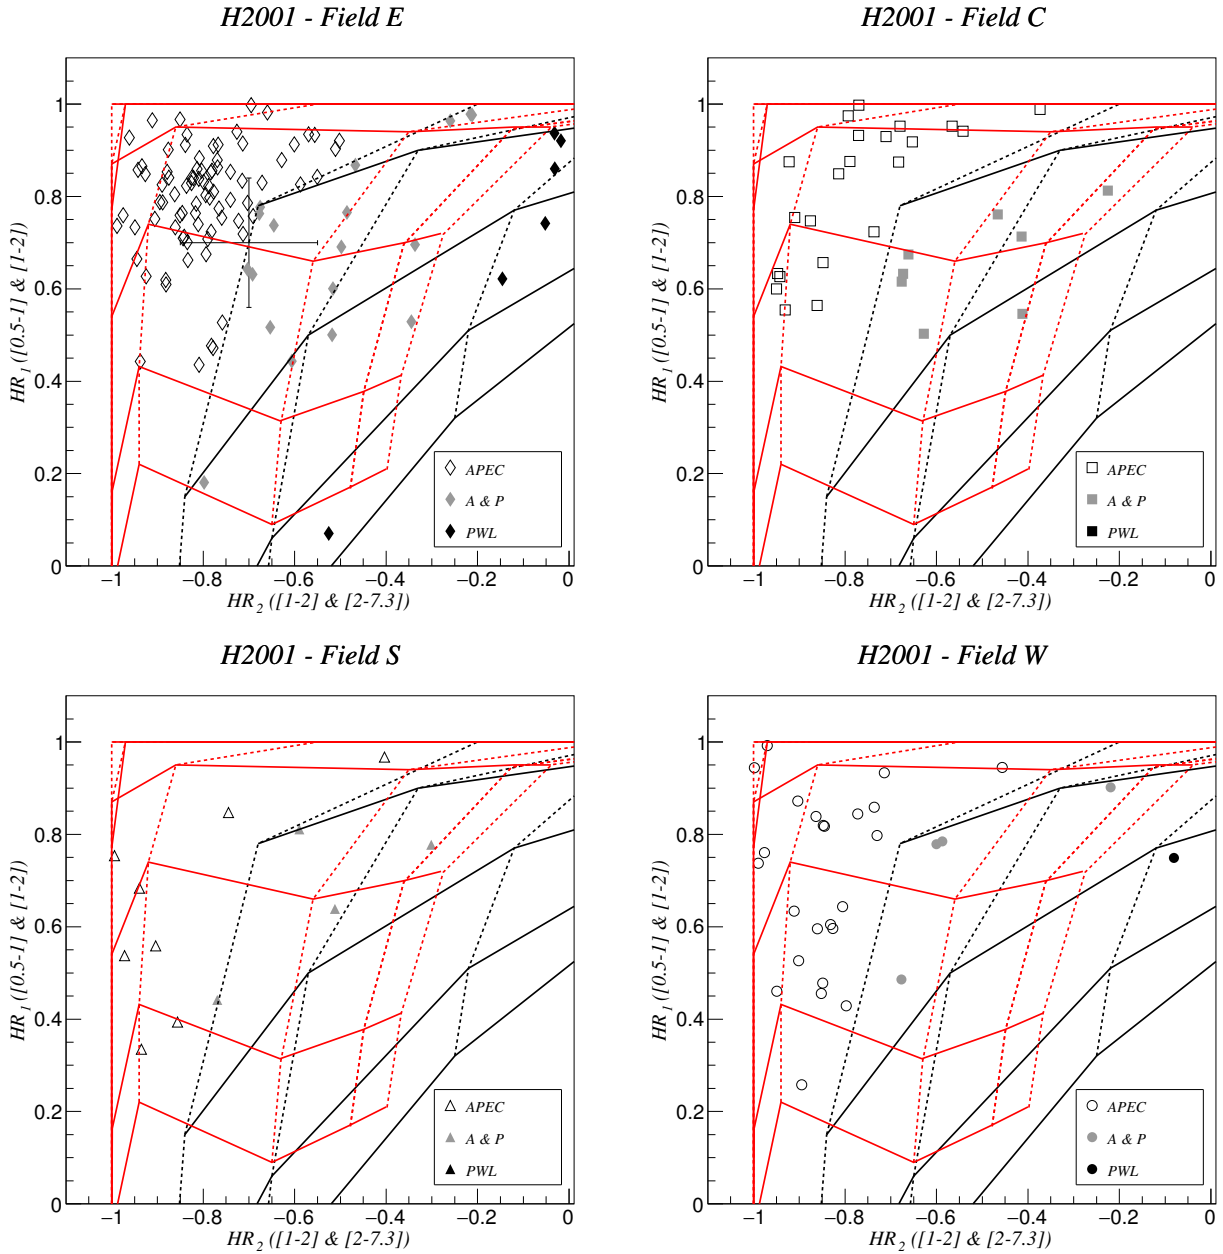 H2001 - Field E
HR1 ([0.5-1] & [1-2])
1
0.8
0.6
0.4
0.2
0
−1 −0.8 −0.6 −0.4 −0.2 0
HR2 ([1-2] & [2-7.3])
APEC
A & P
PWL
H2001 - Field C
HR1 ([0.5-1] & [1-2])
1
0.8
0.6
0.4
0.2
0
−1 −0.8 −0.6 −0.4 −0.2 0
HR2 ([1-2] & [2-7.3])
APEC
A & P
PWL
H2001 - Field S
HR1 ([0.5-1] & [1-2])
1
0.8
0.6
0.4
0.2
0
−1 −0.8 −0.6 −0.4 −0.2 0
HR2 ([1-2] & [2-7.3])
APEC
A & P
PWL
H2001 - Field W
HR1 ([0.5-1] & [1-2])
1
0.8
0.6
0.4
0.2
0
−1 −0.8 −0.6 −0.4 −0.2 0
HR2 ([1-2] & [2-7.3])
APEC
A & P
PWL